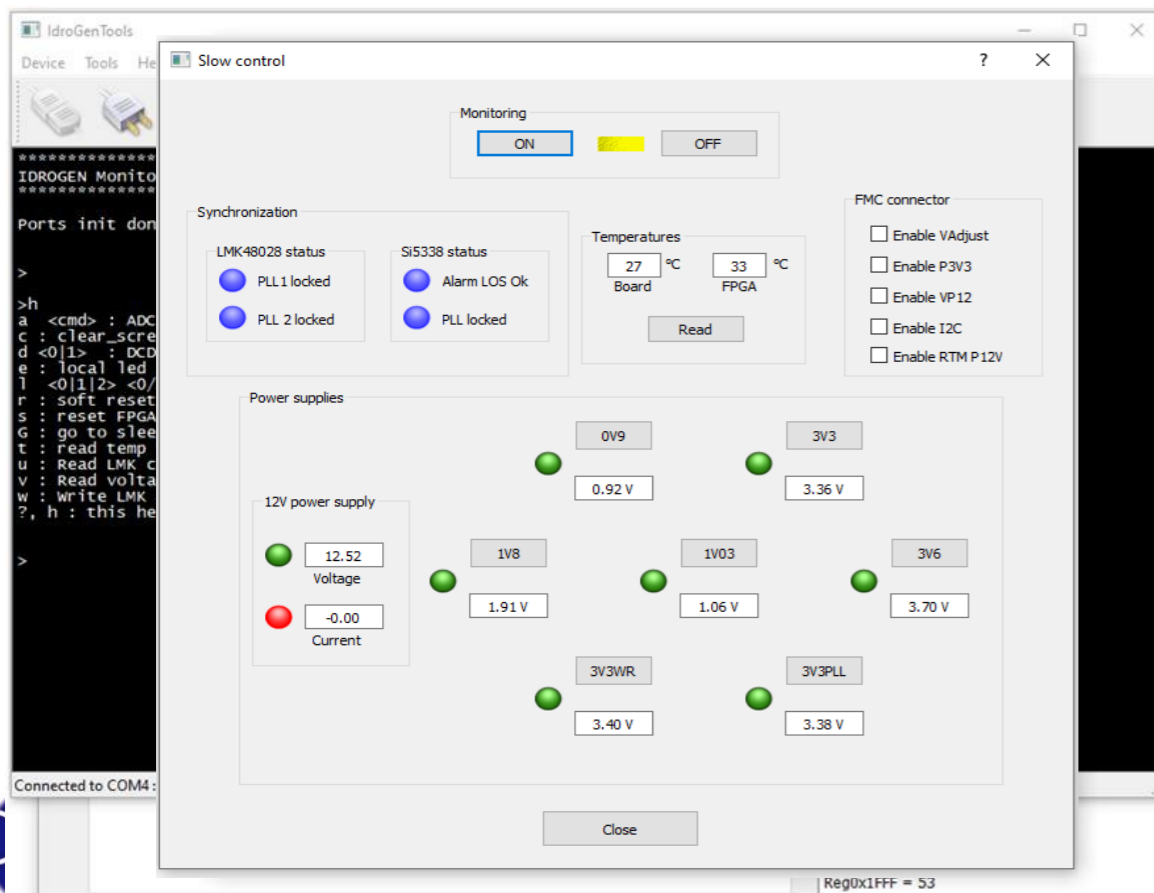 IdroGenTools
Device Tools He
Slow control
?
Monitoring
ON OFF
***************
IDROGEN Monito
***************
Ports init don
>
>h
a <cmd> : ADC
c : clear_scre
d <0|1> : DCD
e : local led
l <0|1|2> <0/
r : soft reset
s : reset FPGA
G : go to slee
t : read temp
u : Read LMK c
v : Read volta
w : Write LMK
?, h : this he
>
Synchronization
LMK48028 status
PLL1 locked
PLL 2 locked
Si5338 status
Alarm LOS Ok
PLL locked
Temperatures
27 °C 33 °C
Board FPGA
Read
FMC connector
Enable VAdjust
Enable P3V3
Enable VP12
Enable I2C
Enable RTM P12V
Power supplies
12V power supply
12.52
Voltage
-0.00
Current
0V9 3V3
0.92 V 3.36 V
1V8 1V03 3V6
1.91 V 1.06 V 3.70 V
3V3WR 3V3PLL
3.40 V 3.38 V
Close
Connected to COM4 :
Reg0x1FFF = 53